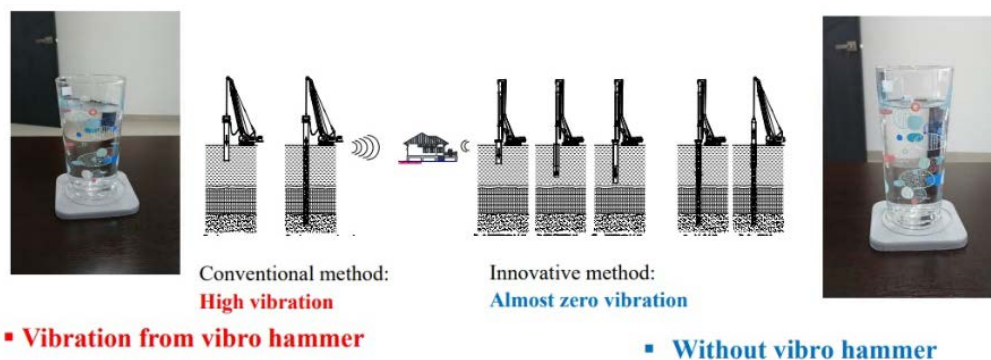 Conventional method:
High vibration
▪ Vibration from vibro hammer
Innovative method:
Almost zero vibration
▪ Without vibro hammer